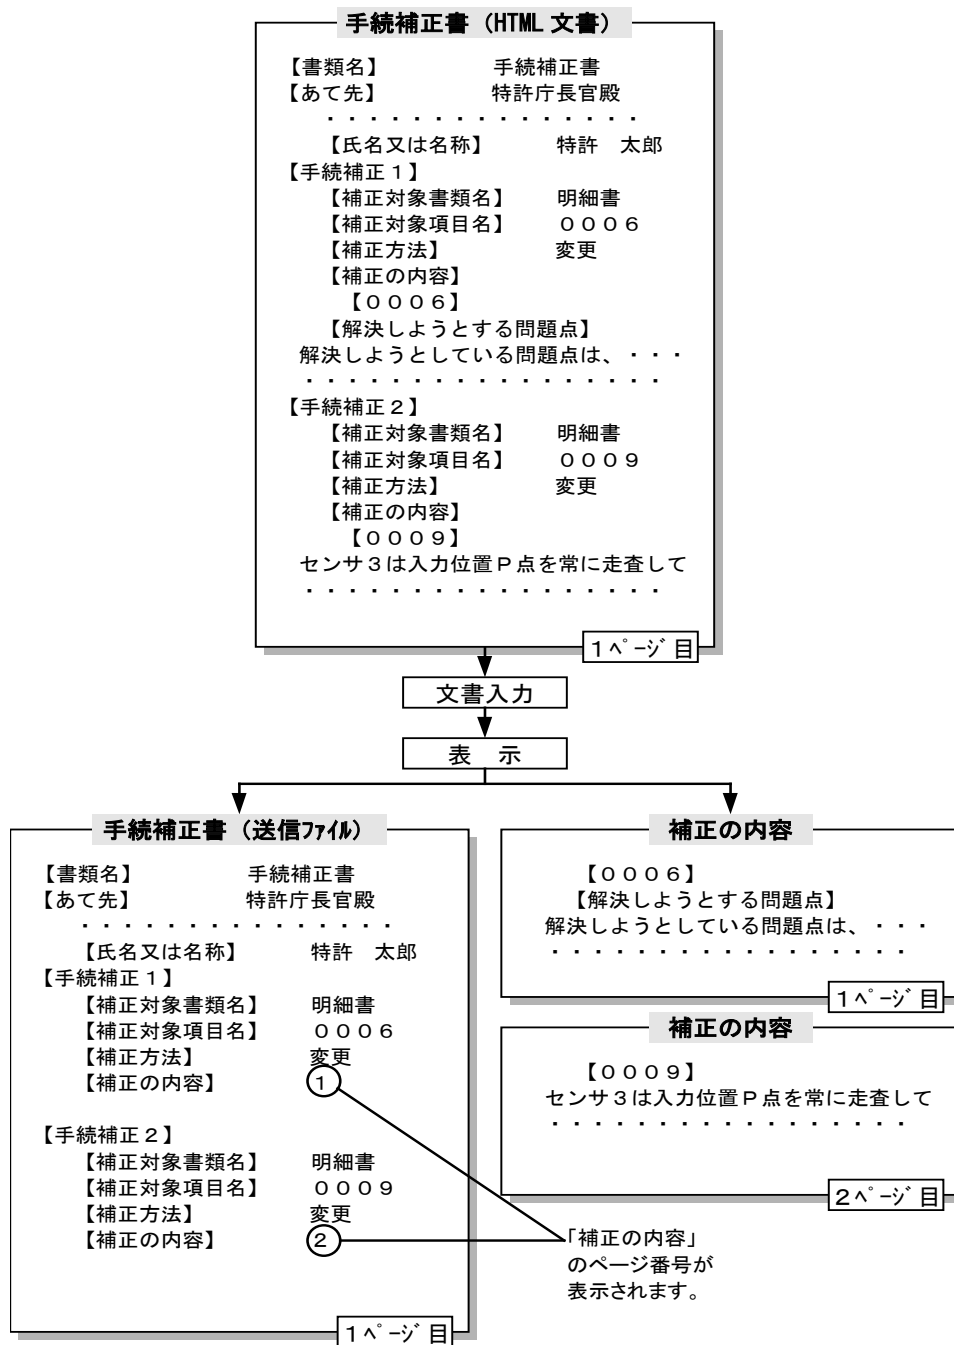 手続補正書（HTML 文書）
【書類名】　手続補正書
【あて先】　特許庁長官殿
・・・・・・・・・・・・・・・
【氏名又は名称】　特許　太郎
【手続補正１】
【補正対象書類名】　明細書
【補正対象項目名】　０００６
【補正方法】　変更
【補正の内容】
【０００６】
【解決しようとする問題点】
解決しようとしている問題点は、・・・
・・・・・・・・・・・・・・・・・
【手続補正２】
【補正対象書類名】　明細書
【補正対象項目名】　０００９
【補正方法】　変更
【補正の内容】
【０００９】
センサ３は入力位置Ｐ点を常に走査して
・・・・・・・・・・・・・・・・・
１ﾍﾟｰｼﾞ目
文書入力
表　示
手続補正書（送信ﾌｧｲﾙ）
【書類名】　手続補正書
【あて先】　特許庁長官殿
・・・・・・・・・・・・・・・
【氏名又は名称】　特許　太郎
【手続補正１】
【補正対象書類名】　明細書
【補正対象項目名】　０００６
【補正方法】　変更
【補正の内容】　１
【手続補正２】
【補正対象書類名】　明細書
【補正対象項目名】　０００９
【補正方法】　変更
【補正の内容】　２
１ﾍﾟｰｼﾞ目
補正の内容
【０００６】
【解決しようとする問題点】
解決しようとしている問題点は、・・・
・・・・・・・・・・・・・・・・・
１ﾍﾟｰｼﾞ目
補正の内容
【０００９】
センサ３は入力位置Ｐ点を常に走査して
・・・・・・・・・・・・・・・・・
２ﾍﾟｰｼﾞ目
「補正の内容」
のページ番号が
表示されます。